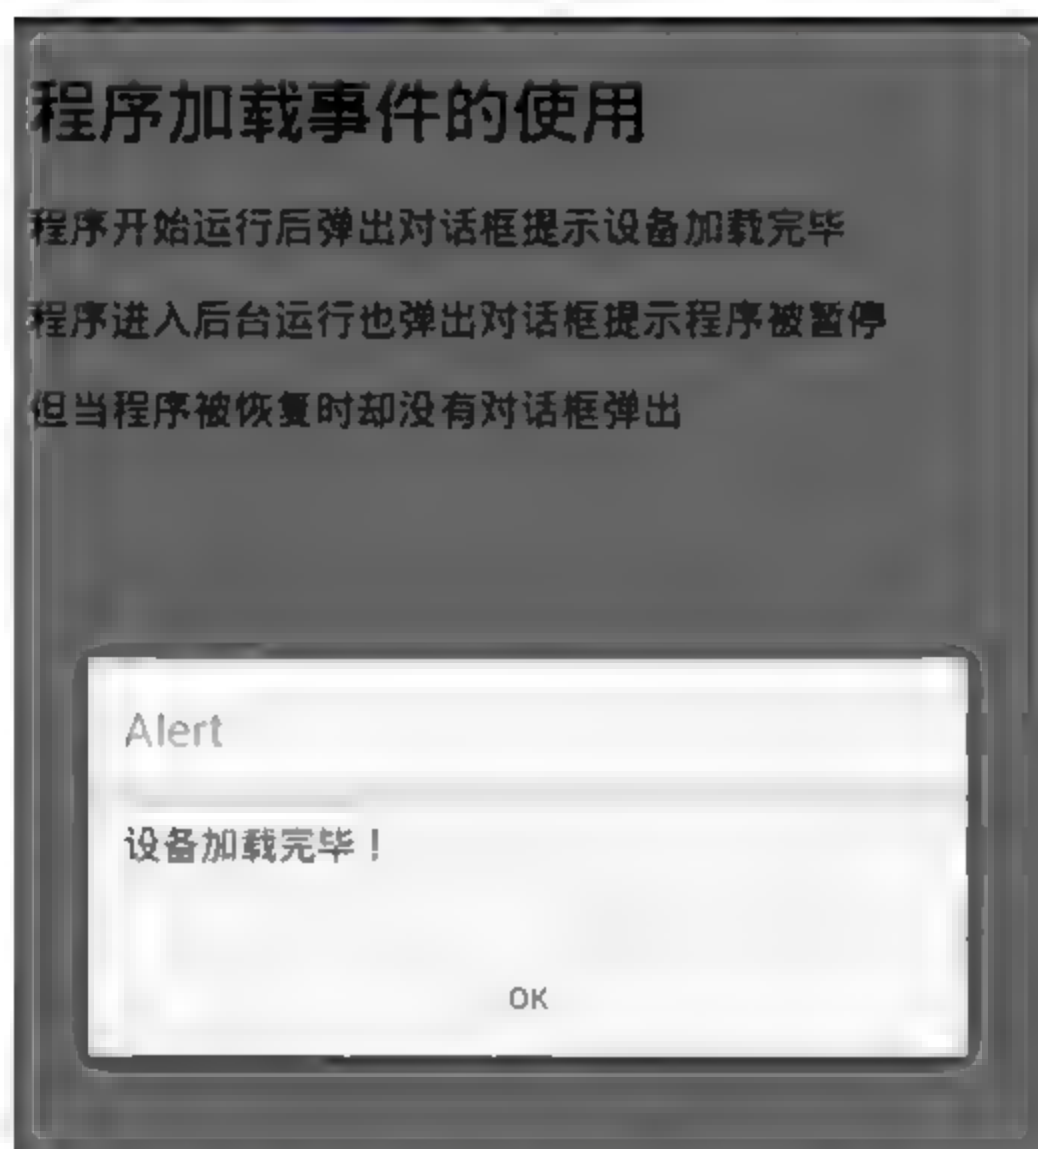 程序加载事件的使用
程序开始运行后弹出对话框提示设备加载完毕
程序进入后台运行也弹出对话框提示程序被暂停
但当程序被恢复时却没有对话框弹出
Alert
设备加载完毕！
OK